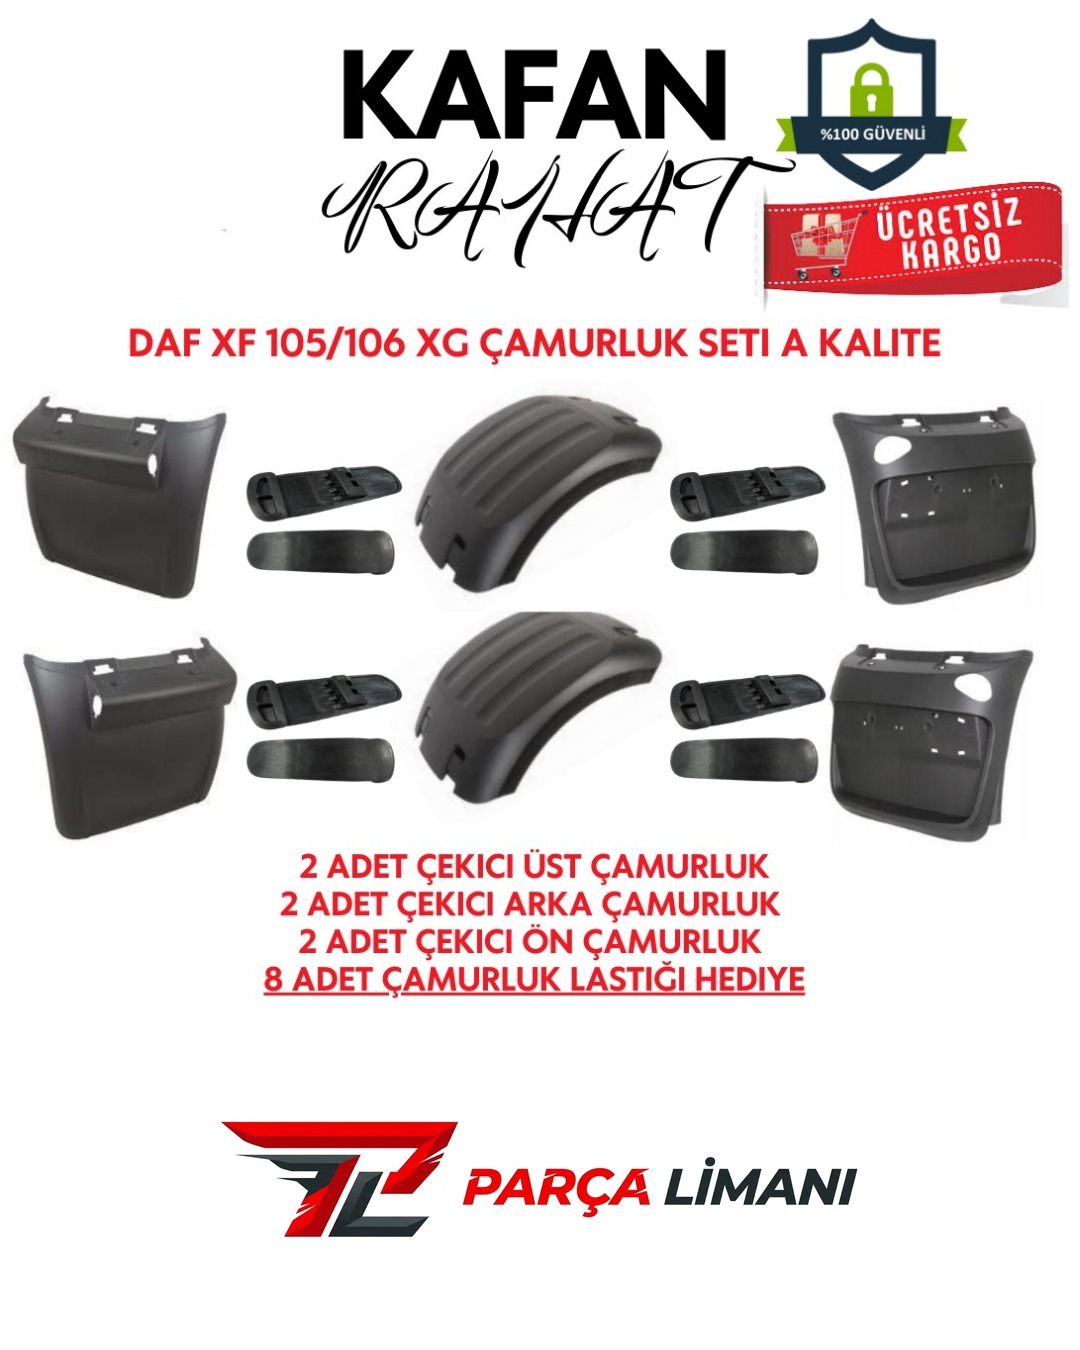 KAFAN
RAHAT
%100 GÜVENLİ
ÜCRETSİZ
KARGO
DAF XF 105/106 XG ÇAMURLUK SETI A KALITE
2 ADET ÇEKICI ÜST ÇAMURLUK
2 ADET ÇEKICI ARKA ÇAMURLUK
2 ADET ÇEKICI ÖN ÇAMURLUK
8 ADET ÇAMURLUK LASTIĞI HEDIYE
PARÇA LİMANI